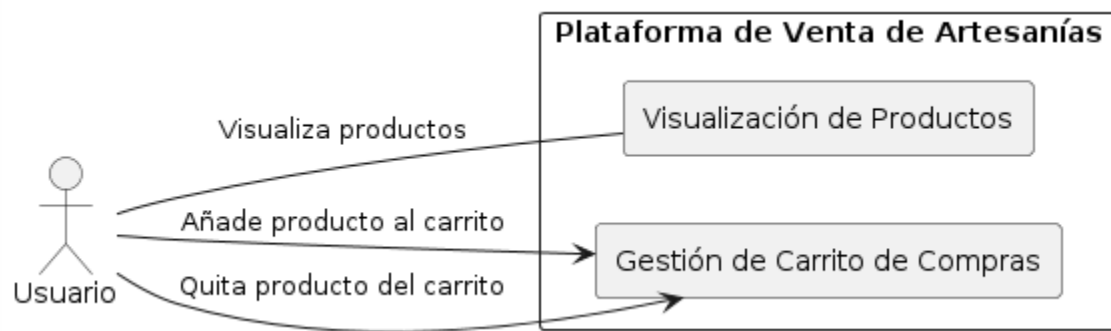 Plataforma de Venta de Artesanías
Visualización de Productos
Visualiza productos
Añade producto al carrito
Gestión de Carrito de Compras
Quita producto del carrito
Usuario